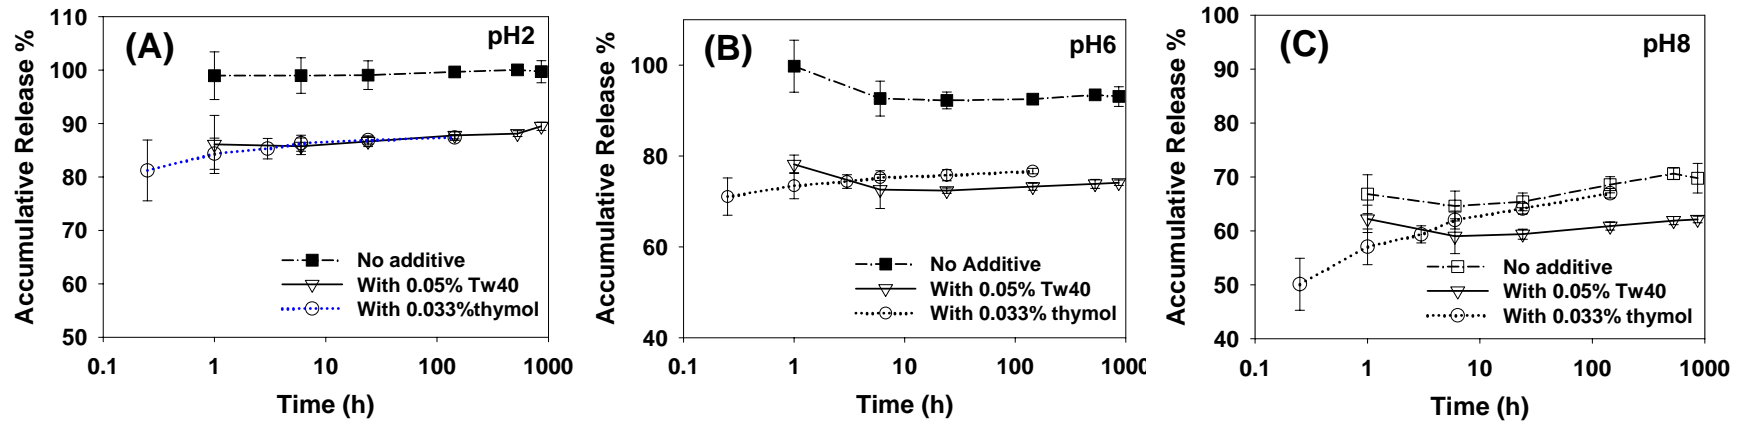 Accumulative Release %
110
100
90
80
70
60
50
(A)
pH2
No additive
With 0.05% Tw40
With 0.033%thymol
0.1 1 10 100 1000
Time (h)
Accumulative Release %
100
80
60
40
(B)
pH6
No Additive
With 0.05% Tw40
With 0.033% thymol
0.1 1 10 100 1000
Time (h)
Accumulative Release %
100
90
80
70
60
50
40
(C)
pH8
No additive
With 0.05% Tw40
With 0.033% thymol
0.1 1 10 100 1000
Time (h)